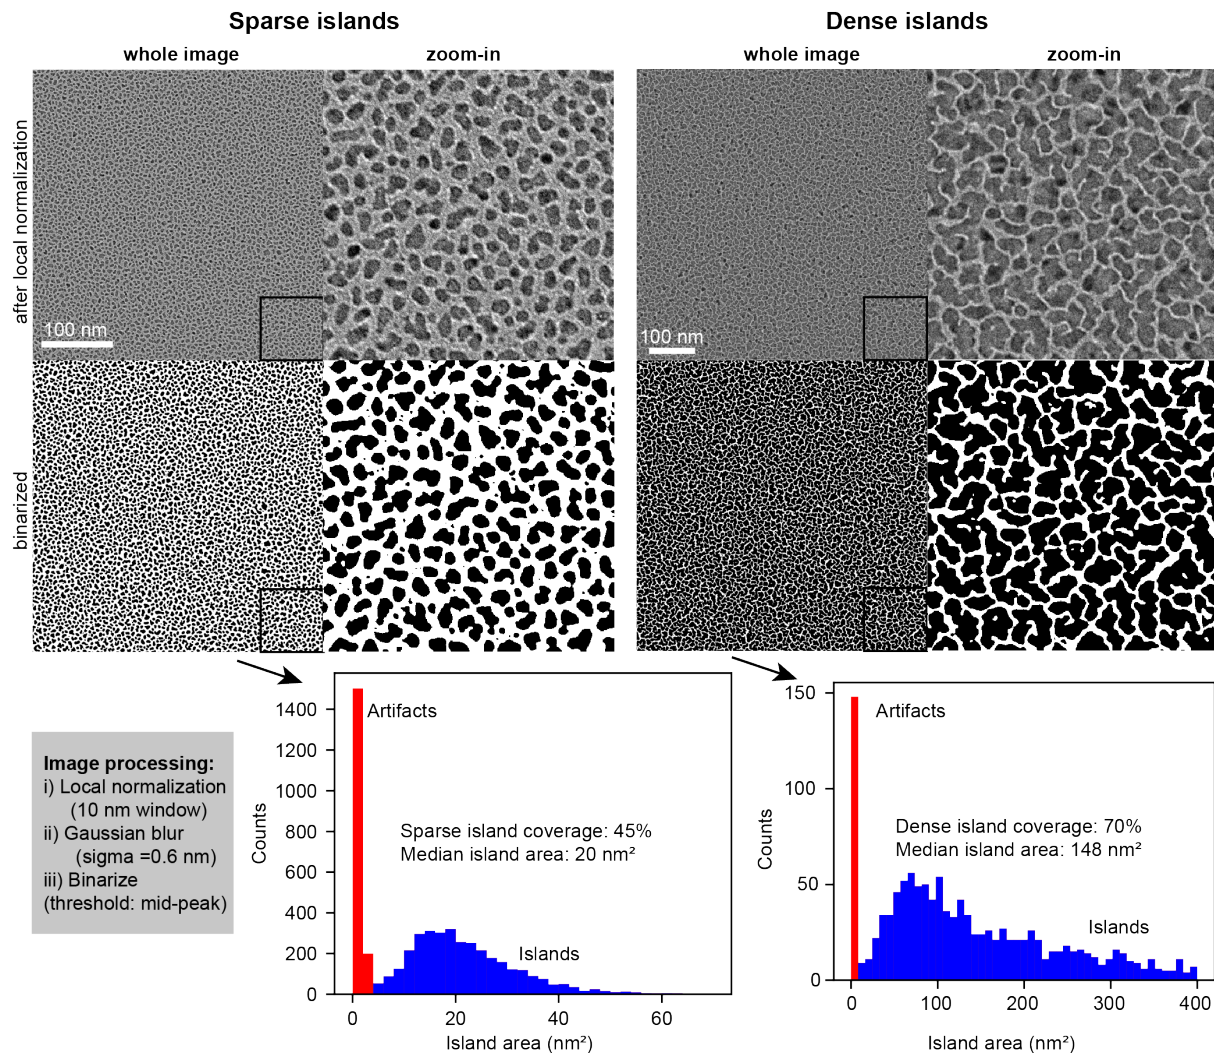 Sparse islands
Dense islands
whole image
zoom-in
whole image
zoom-in
after local normalization
100 nm
100 nm
binarized
Image processing:
i) Local normalization
(10 nm window)
ii) Gaussian blur
(sigma =0.6 nm)
iii) Binarize
(threshold: mid-peak)
Counts
1400
1200
1000
800
600
400
200
0
Artifacts
Sparse island coverage: 45%
Median island area: 20 nm²
Islands
0
20
40
60
Island area (nm²)
Counts
150
100
50
0
Artifacts
Dense island coverage: 70%
Median island area: 148 nm²
Islands
0
100
200
300
400
Island area (nm²)